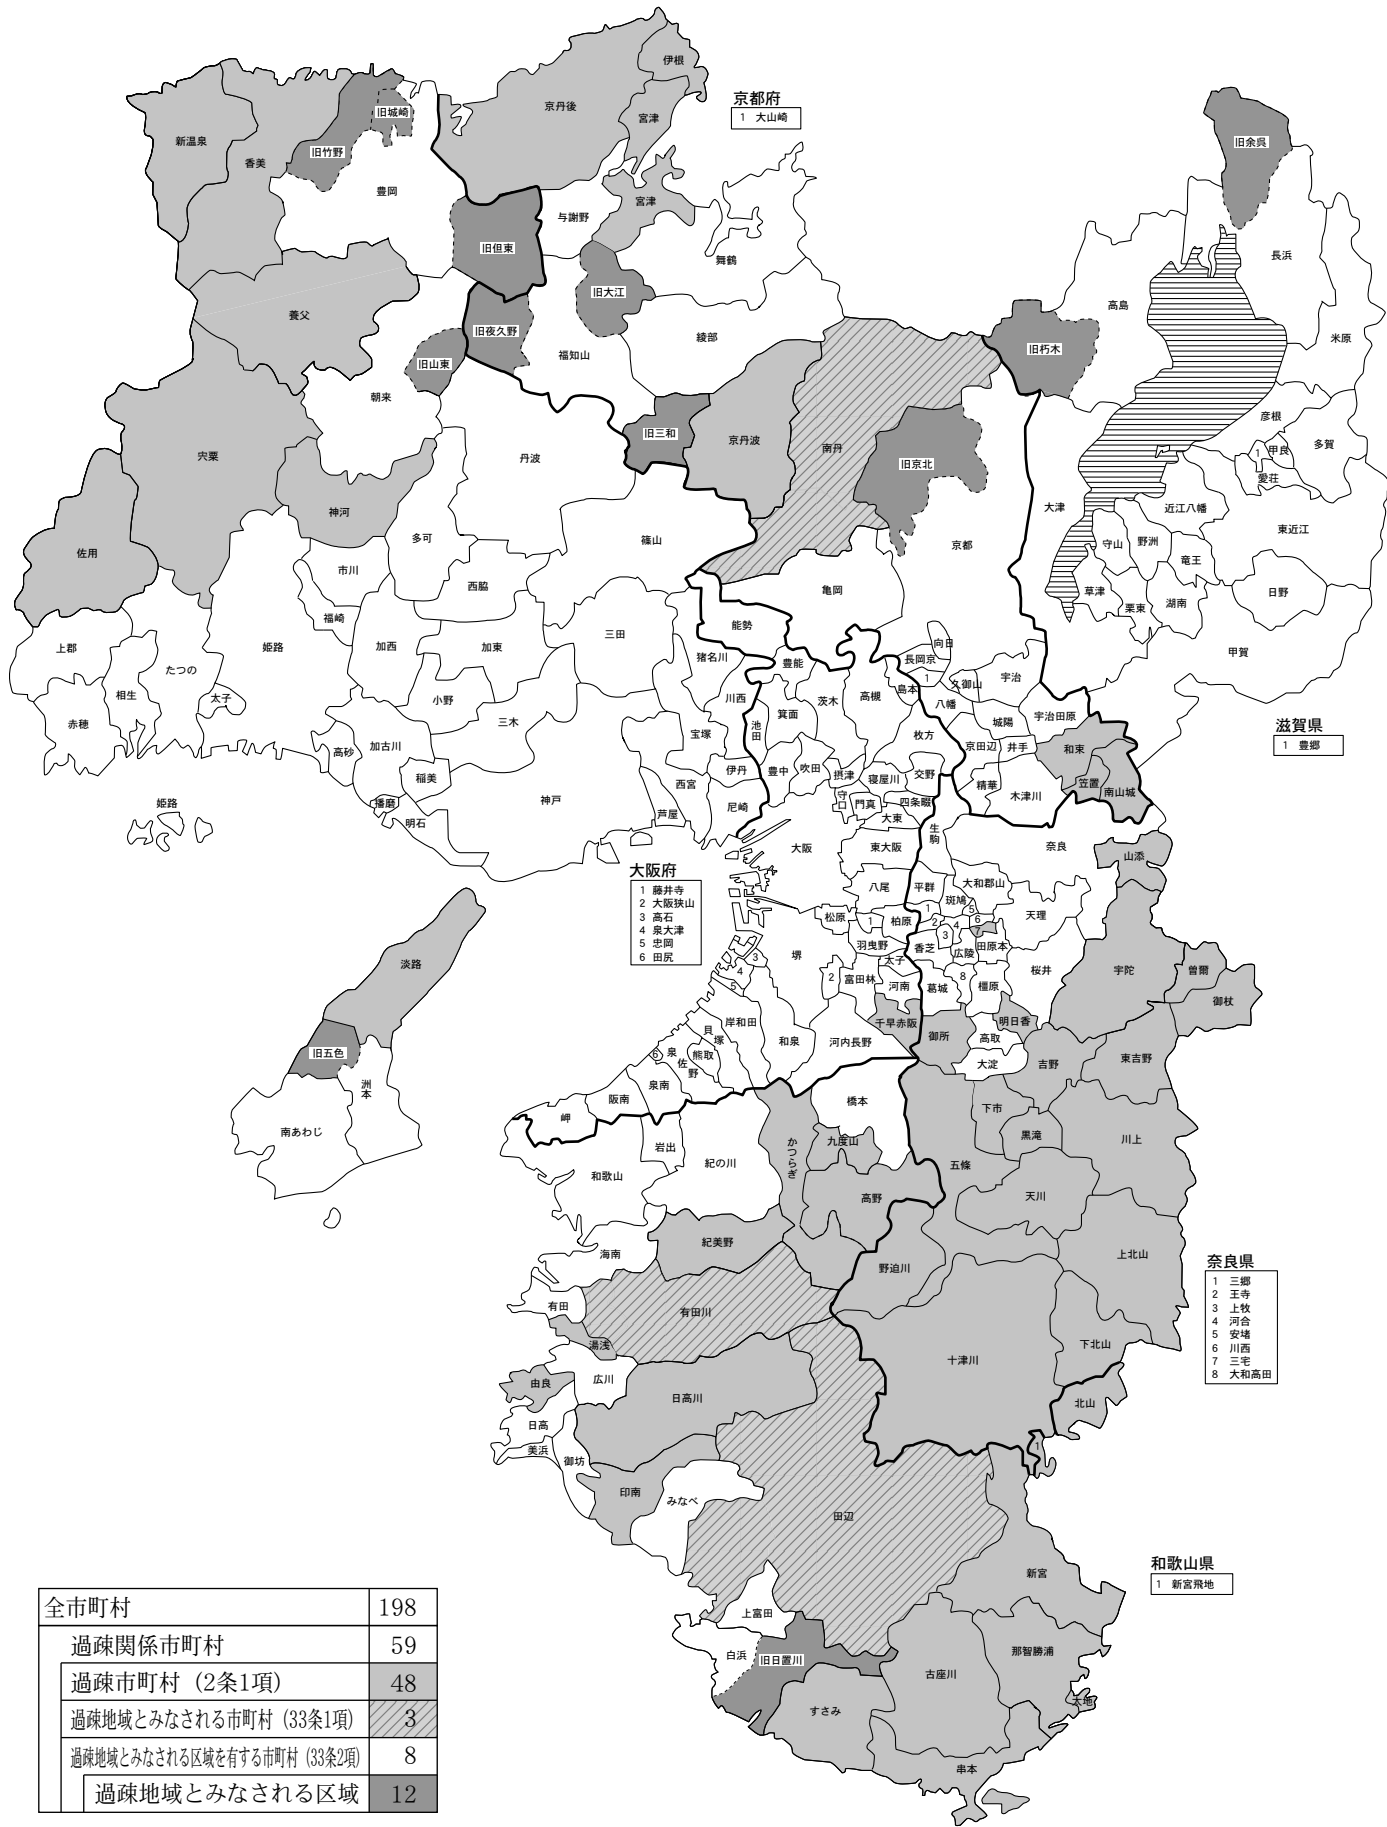 伊根
京丹後
京都府
1 大山崎
宮津
旧城崎
新温泉
香美
旧竹野
旧余呉
豊岡
宮津
与謝野
旧但東
舞鶴
長浜
旧大江
高島
養父
旧夜久野
綾部
米原
旧朽木
福知山
旧山東
朝来
彦根
旧三和
京丹波
南丹
多賀
甲良
1
宍粟
丹波
旧京北
愛荘
神河
大津
近江八幡
東近江
佐用
多可
篠山
京都
守山
野洲
竜王
市川
西脇
亀岡
草津
栗東
湖南
日野
福崎
能勢
上郡
姫路
加西
加東
三田
向日
甲賀
猪名川
豊能
長岡京
1
たつの
太子
相生
小野
川西
茨木
高槻
島本
久御山
宇治
八幡
赤穂
三木
池田
箕面
城陽
宇治田原
滋賀県
1 豊郷
高砂
加古川
宝塚
枚方
京田辺
井手
和束
稲美
伊丹
豊中
吹田
摂津
寝屋川
交野
精華
木津川
笠置
南山城
姫路
播磨
神戸
西宮
芦屋
尼崎
守口
門真
四条畷
明石
大東
生駒
大阪
東大阪
奈良
山添
大阪府
1 藤井寺
2 大阪狭山
3 高石
4 泉大津
5 忠岡
6 田尻
八尾
平群
大和郡山
斑鳩
5
天理
松原
1
柏原
1
2
4
6
7
3
羽曳野
香芝
広陵
田原本
淡路
堺
太子
桜井
宇陀
曽爾
3
4
5
2
富田林
河南
葛城
8
橿原
御杖
旧五色
岸和田
千早赤阪
明日香
御所
高取
貝塚
和泉
河内長野
6
泉佐野
熊取
大淀
吉野
東吉野
洲本
泉南
阪南
南あわじ
岬
橋本
下市
岩出
かつらぎ
九度山
黒滝
川上
和歌山
紀の川
五條
高野
天川
紀美野
海南
野迫川
上北山
奈良県
1 三郷
2 王寺
3 上牧
4 河合
5 安堵
6 川西
7 三宅
8 大和高田
有田
有田川
湯浅
下北山
十津川
由良
広川
日高川
北山
日高
美浜
御坊
1
印南
みなべ
田辺
和歌山県
1 新宮飛地
新宮
上富田
白浜
旧日置川
那智勝浦
古座川
太地
すさみ
串本
全市町村 198
過疎関係市町村 59
過疎市町村（2条1項） 48
過疎地域とみなされる市町村（33条1項） 3
過疎地域とみなされる区域を有する市町村（33条2項） 8
過疎地域とみなされる区域 12